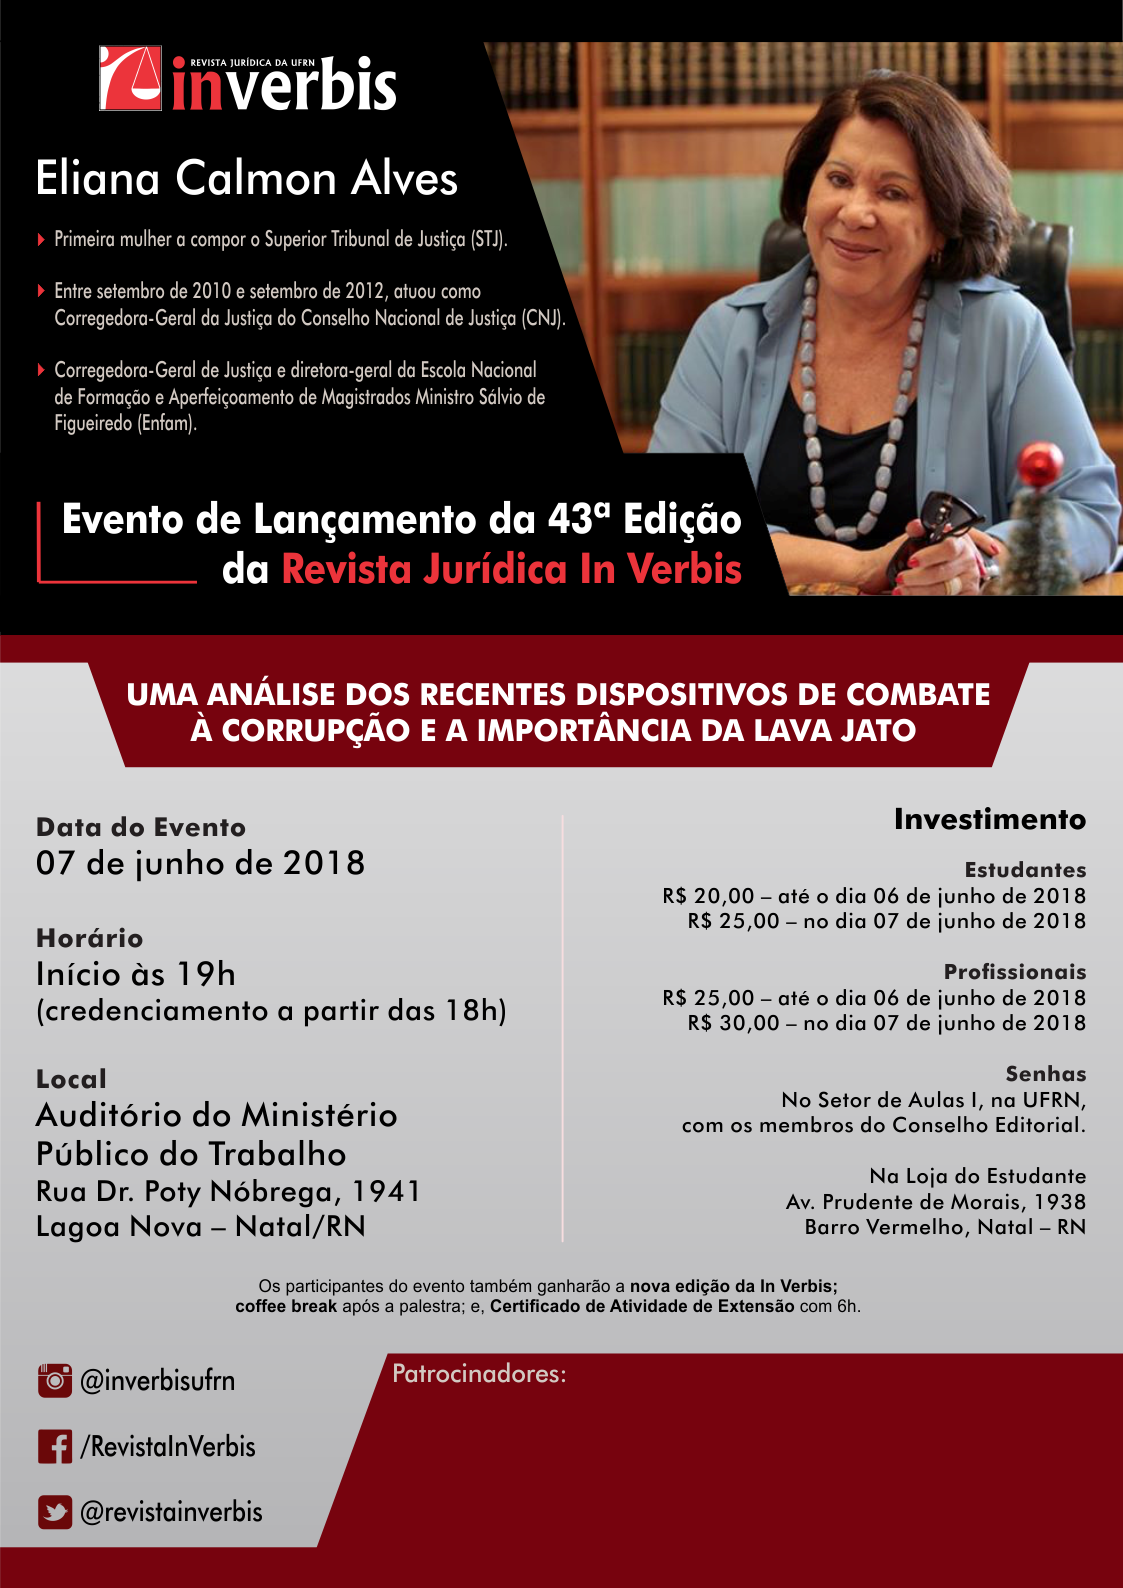 REVISTA JURÍDICA DA UFRN
inverbis
Eliana Calmon Alves
Primeira mulher a compor o Superior Tribunal de Justiça (STJ).
Entre setembro de 2010 e setembro de 2012, atuou como
Corregedora-Geral da Justiça do Conselho Nacional de Justiça (CNJ).
Corregedora-Geral de Justiça e diretora-geral da Escola Nacional
de Formação e Aperfeiçoamento de Magistrados Ministro Sálvio de
Figueiredo (Enfam).
Evento de Lançamento da 43ª Edição
da Revista Jurídica In Verbis
UMA ANÁLISE DOS RECENTES DISPOSITIVOS DE COMBATE
À CORRUPÇÃO E A IMPORTÂNCIA DA LAVA JATO
Data do Evento
07 de junho de 2018
Horário
Início às 19h
(credenciamento a partir das 18h)
Local
Auditório do Ministério
Público do Trabalho
Rua Dr. Poty Nóbrega, 1941
Lagoa Nova – Natal/RN
Investimento
Estudantes
R$ 20,00 – até o dia 06 de junho de 2018
R$ 25,00 – no dia 07 de junho de 2018
Profissionais
R$ 25,00 – até o dia 06 de junho de 2018
R$ 30,00 – no dia 07 de junho de 2018
Senhas
No Setor de Aulas I, na UFRN,
com os membros do Conselho Editorial.
Na Loja do Estudante
Av. Prudente de Morais, 1938
Barro Vermelho, Natal – RN
Os participantes do evento também ganharão a nova edição da In Verbis;
coffee break após a palestra; e, Certificado de Atividade de Extensão com 6h.
@inverbisufrn
/RevistaInVerbis
@revistainverbis
Patrocinadores: